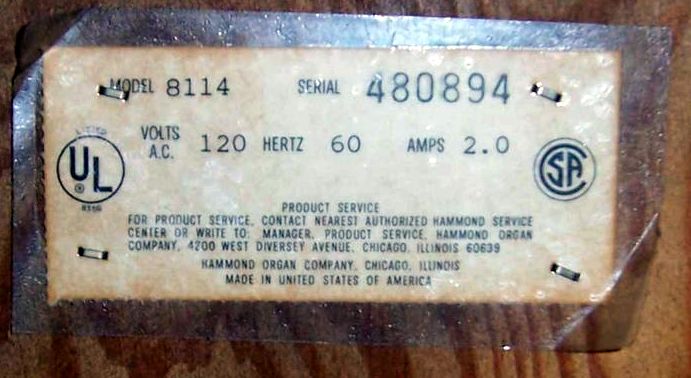 MODEL 8114 SERIAL 480894
LISTED
UL
®
VOLTS A.C. 120 HERTZ 60 AMPS 2.0
SA
PRODUCT SERVICE
FOR PRODUCT SERVICE, CONTACT NEAREST AUTHORIZED HAMMOND SERVICE
CENTER OR WRITE TO: MANAGER, PRODUCT SERVICE, HAMMOND ORGAN
COMPANY, 4200 WEST DIVERSEY AVENUE, CHICAGO, ILLINOIS 60639
HAMMOND ORGAN COMPANY, CHICAGO, ILLINOIS
MADE IN UNITED STATES OF AMERICA